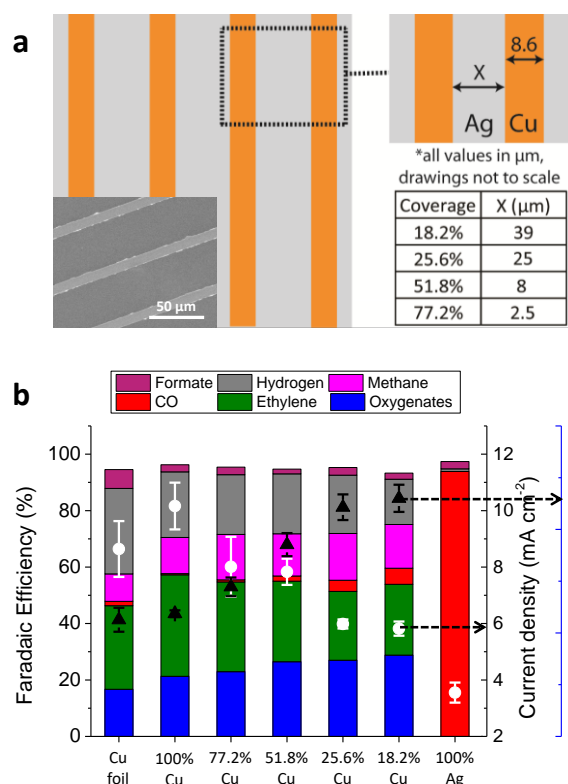 a
8.6
X
Ag Cu
*all values in µm,
drawings not to scale
Coverage X (µm)
18.2% 39
25.6% 25
51.8% 8
77.2% 2.5
50 µm
b
Formate Hydrogen Methane
CO Ethylene Oxygenates
Faradaic Efficiency (%)
100
80
60
40
20
0
12
10
8
6
4
2
Current density (mA cm-2)
Cu foil
100% Cu
77.2% Cu
51.8% Cu
25.6% Cu
18.2% Cu
100% Ag